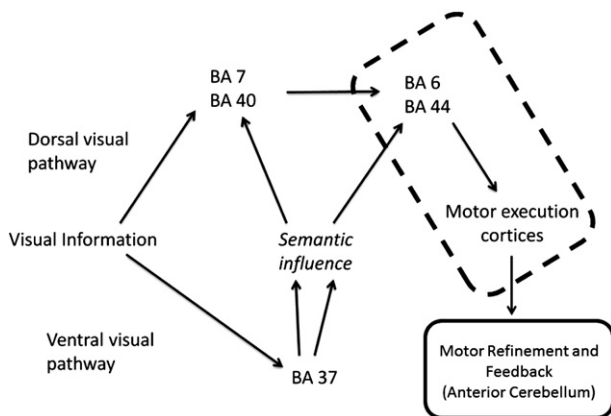 BA 7
BA 40
BA 6
BA 44
Dorsal visual
pathway
Visual Information
Semantic
influence
Motor execution
cortices
Ventral visual
pathway
BA 37
Motor Refinement and
Feedback
(Anterior Cerebellum)